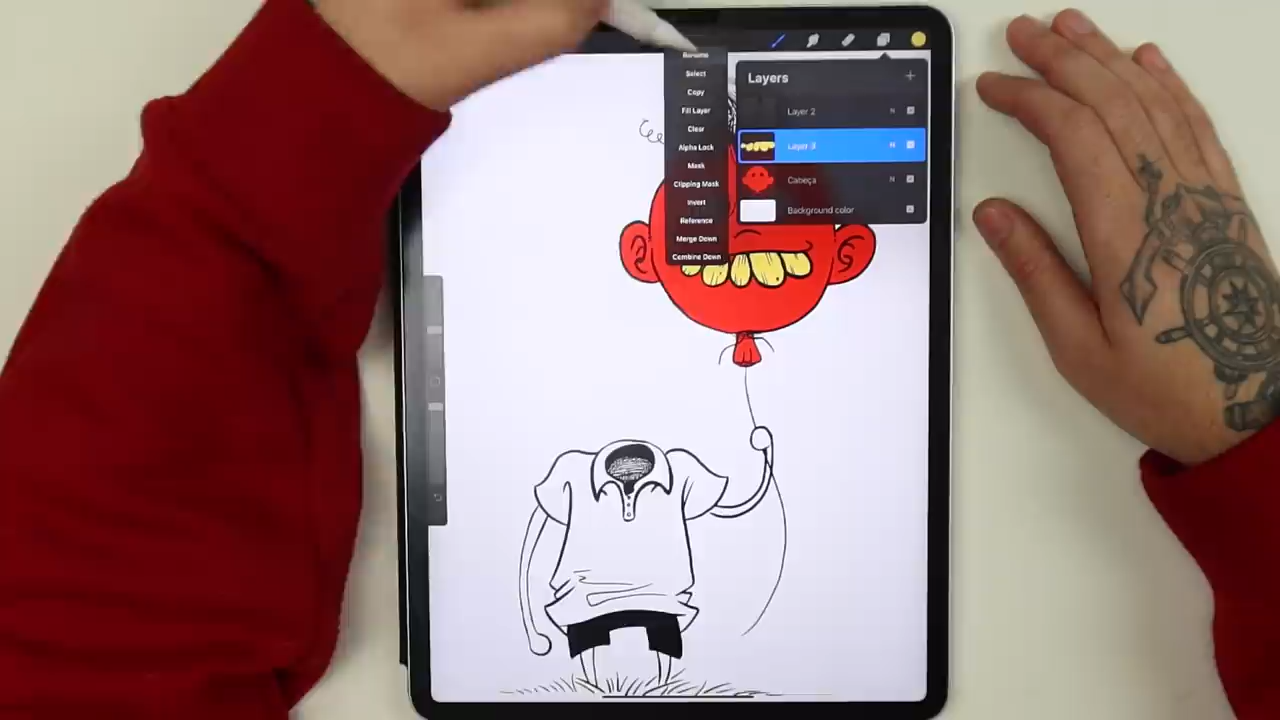 Rename
Select
Copy
Fill Layer
Clear
Alpha Lock
Mask
Clipping Mask
Invert
Reference
Merge Down
Combine Down
Layers
Layer 2
N
Layer 3
N
Cabeça
N
Background color